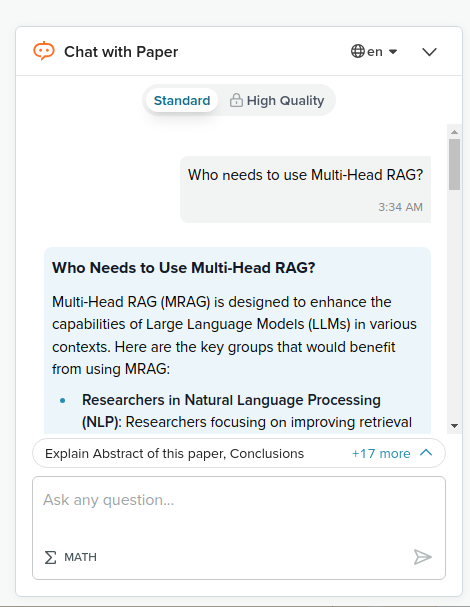 Chat with Paper
en
Standard
High Quality
Who needs to use Multi-Head RAG?
3:34 AM
Who Needs to Use Multi-Head RAG?
Multi-Head RAG (MRAG) is designed to enhance the
capabilities of Large Language Models (LLMs) in various
contexts. Here are the key groups that would benefit
from using MRAG:
• Researchers in Natural Language Processing
(NLP): Researchers focusing on improving retrieval
Explain Abstract of this paper, Conclusions
+17 more
Ask any question...
Σ MATH